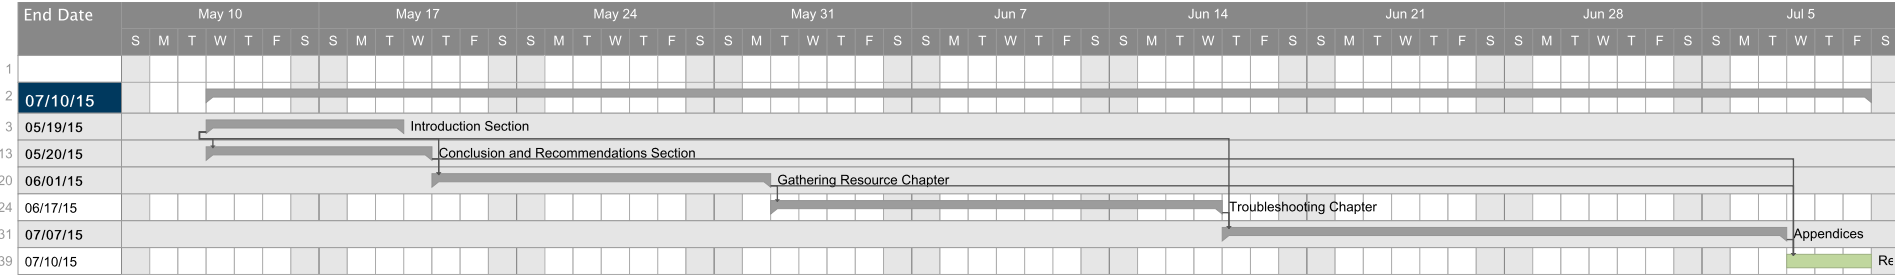 End Date May 10 May 17 May 24 May 31 Jun 7 Jun 14 Jun 21 Jun 28 Jul 5
S M T W T F S S M T W T F S S M T W T F S S M T W T F S S M T W T F S S M T W T F S S M T W T F S S M T W T F S S M T W T F S
1
2 07/10/15
3 05/19/15 Introduction Section
13 05/20/15 Conclusion and Recommendations Section
20 06/01/15 Gathering Resource Chapter
24 06/17/15 Troubleshooting Chapter
31 07/07/15 Appendices
39 07/10/15 Re